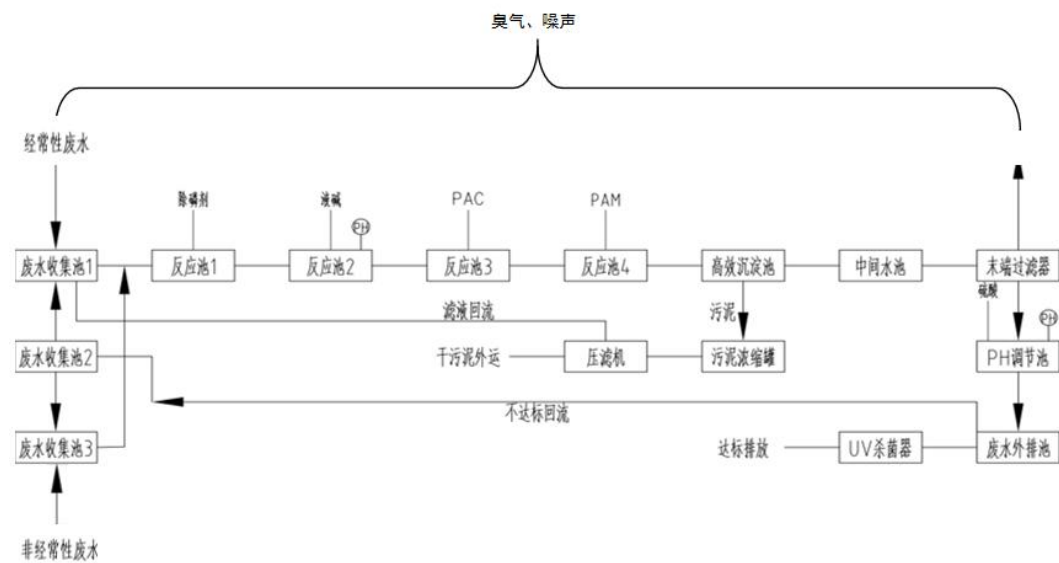 臭气、噪声
经常性废水
除磷剂
液碱
PH
PAC
PAM
废水收集池1
反应池1
反应池2
反应池3
反应池4
高效沉淀池
中间水池
末端过滤器
硫酸
PH
滤液回流
污泥
废水收集池2
干污泥外运
压滤机
污泥浓缩罐
PH调节池
不达标回流
废水收集池3
达标排放
UV杀菌器
废水外排池
非经常性废水